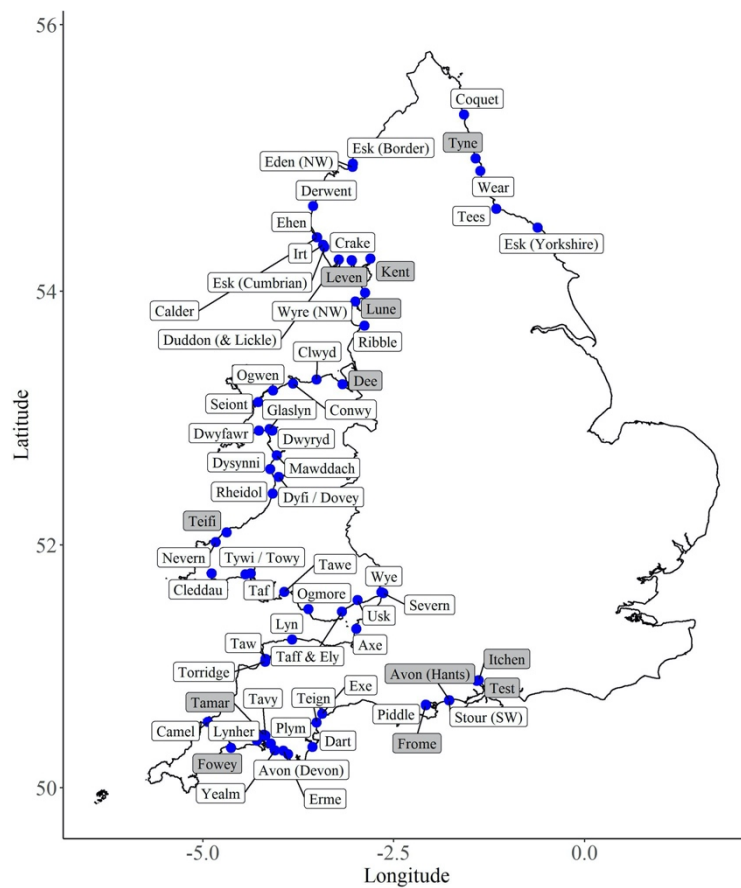 56
Coquet
Tyne
Esk (Border)
Eden (NW)
Wear
Derwent
Tees
Ehen
Esk (Yorkshire)
Irt
Crake
Kent
Leven
Esk (Cumbrian)
54
Calder
Wyre (NW)
Lune
Duddon (& Lickle)
Ribble
Clwyd
Ogwen
Dee
Seiont
Glaslyn
Conwy
Dwyfawr
Dwyryd
Dysynni
Mawddach
Rheidol
Dyfi / Dovey
Teifi
52
Nevern
Tywi / Towy
Tawe
Cleddau
Taf
Ogmore
Wye
Severn
Usk
Lyn
Taw
Taff & Ely
Axe
Torridge
Itchen
Avon (Hants)
Test
Exe
Tamar
Tavy
Teign
Piddle
Stour (SW)
Camel
Lynher
Plym
Dart
Frome
Fowey
Avon (Devon)
Yealm
Erme
50
-5.0
-2.5
0.0
Latitude
Longitude